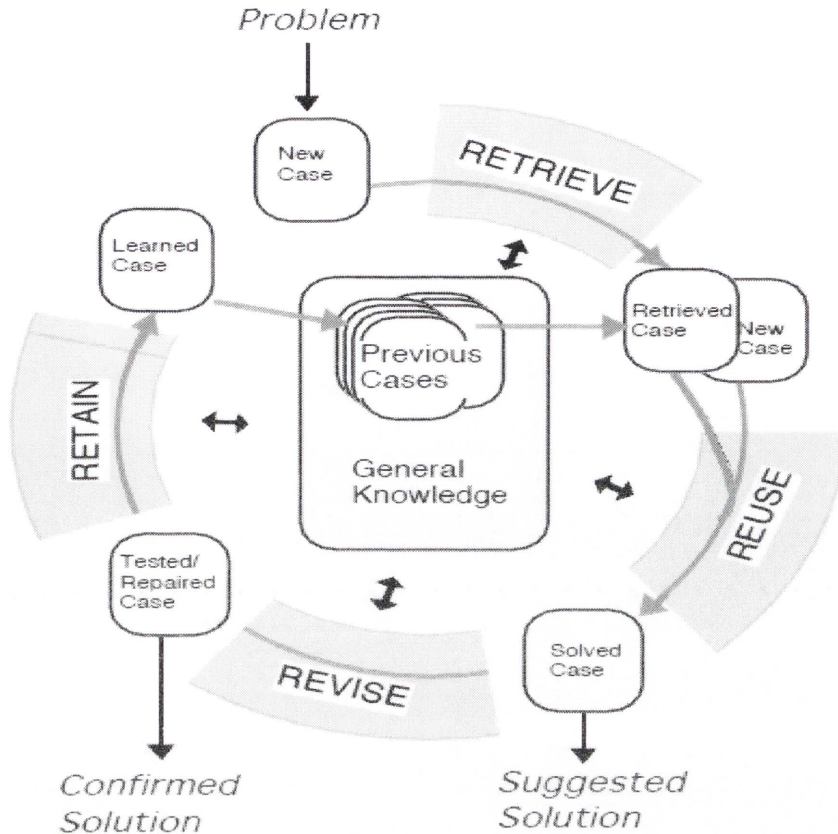 Problem
New
Case
RETRIEVE
Learned
Case
Retrieved
Case
New
Case
Previous
Cases
RETAIN
General
Knowledge
REUSE
Tested/
Repaired
Case
Solved
Case
REVISE
Confirmed
Solution
Suggested
Solution